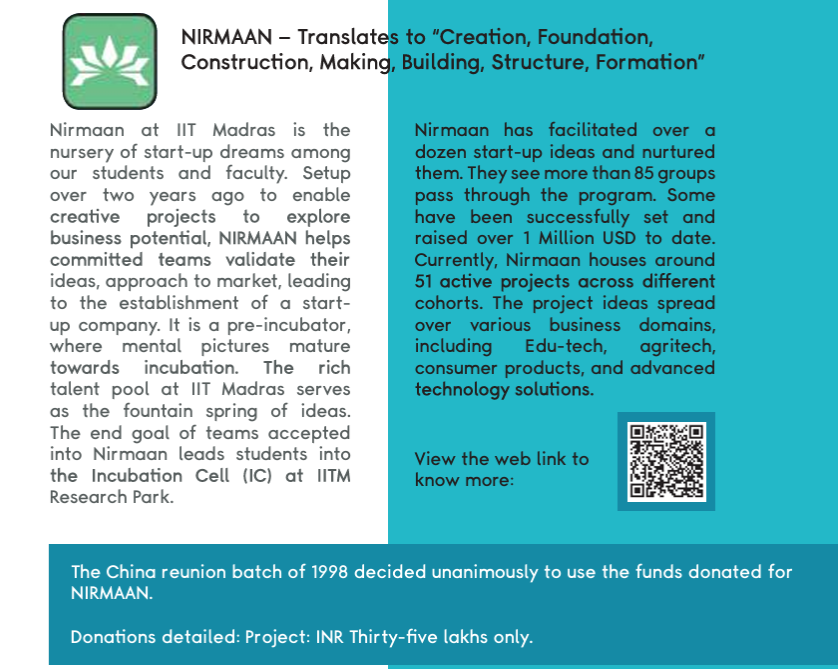 NIRMAAN – Translates to “Creation, Foundation,
Construction, Making, Building, Structure, Formation”
Nirmaan at IIT Madras is the
nursery of start-up dreams among
our students and faculty. Setup
over two years ago to enable
creative projects to explore
business potential, NIRMAAN helps
committed teams validate their
ideas, approach to market, leading
to the establishment of a start-
up company. It is a pre-incubator,
where mental pictures mature
towards incubation. The rich
talent pool at IIT Madras serves
as the fountain spring of ideas.
The end goal of teams accepted
into Nirmaan leads students into
the Incubation Cell (IC) at IITM
Research Park.
Nirmaan has facilitated over a
dozen start-up ideas and nurtured
them. They see more than 85 groups
pass through the program. Some
have been successfully set and
raised over 1 Million USD to date.
Currently, Nirmaan houses around
51 active projects across different
cohorts. The project ideas spread
over various business domains,
including Edu-tech, agritech,
consumer products, and advanced
technology solutions.
View the web link to
know more:
The China reunion batch of 1998 decided unanimously to use the funds donated for
NIRMAAN.
Donations detailed: Project: INR Thirty-five lakhs only.